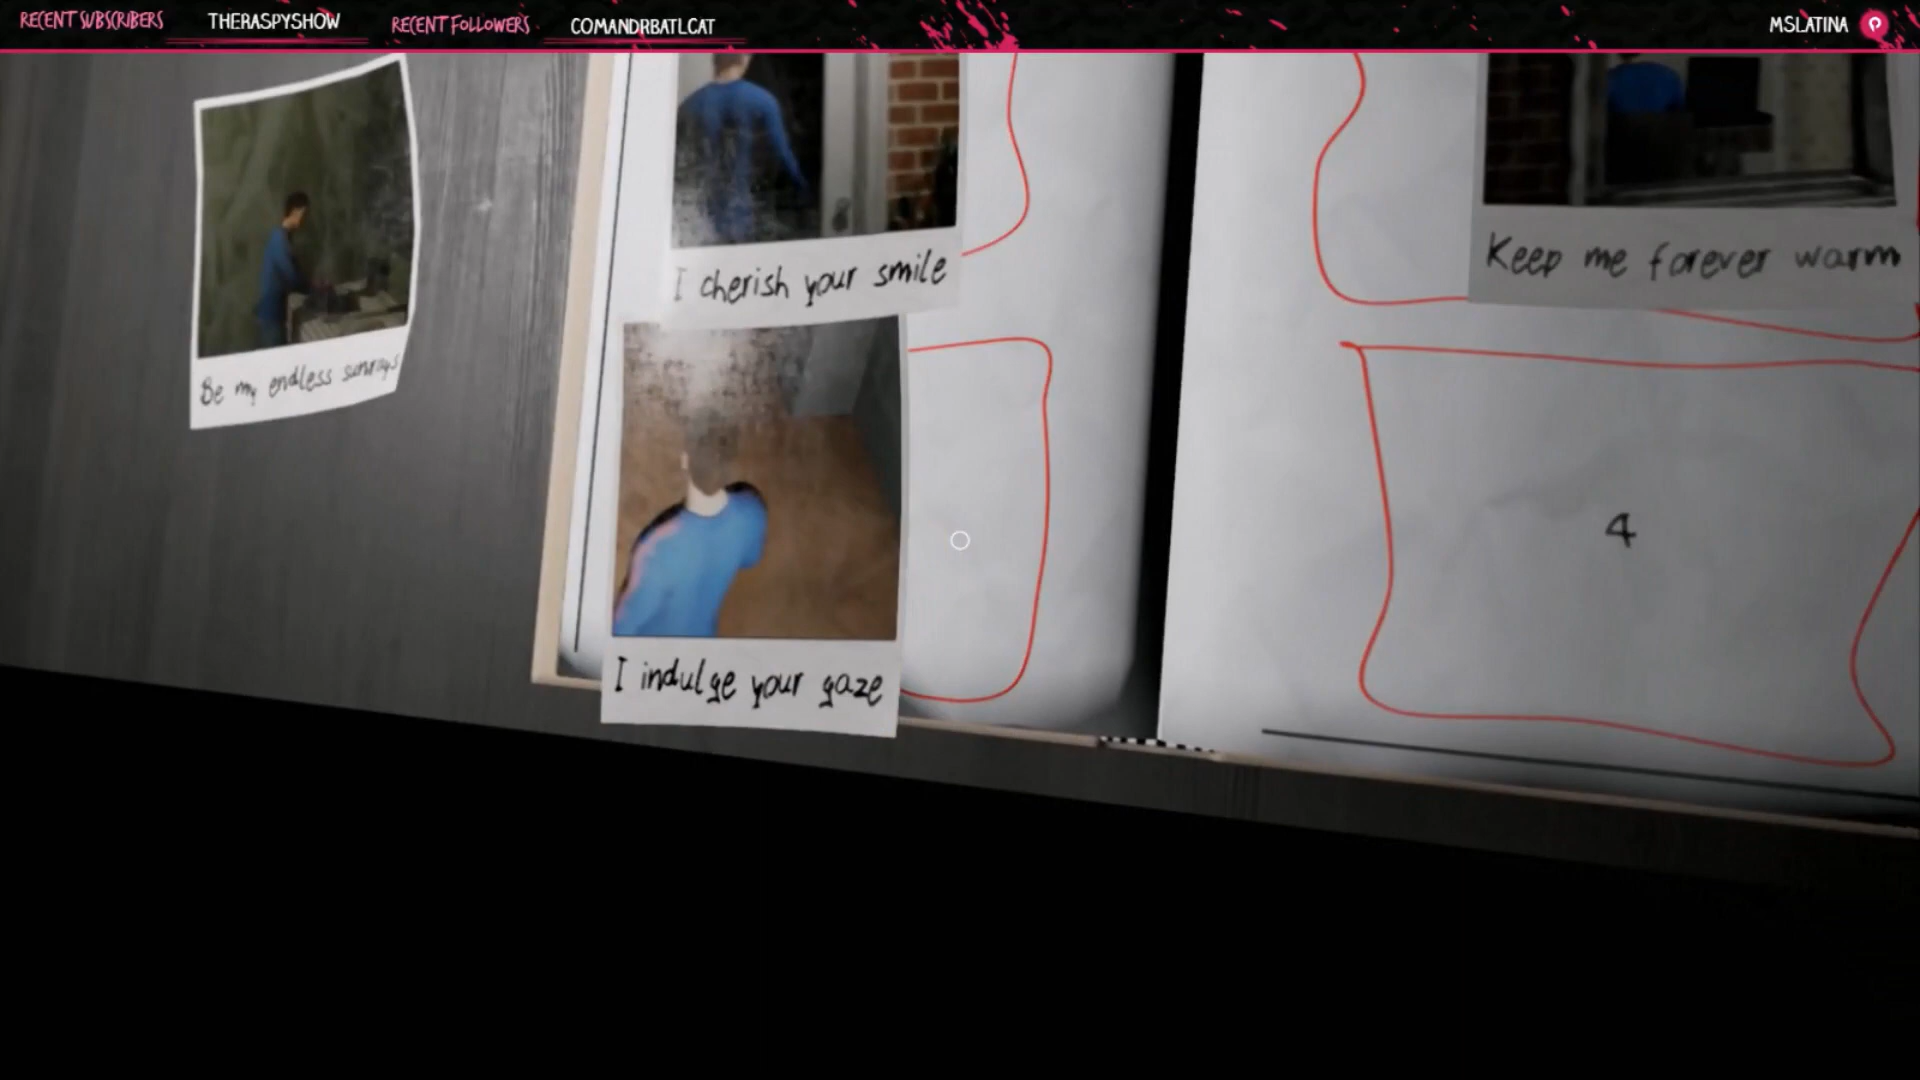 RECENT SUBSCRIBERS THERASPYSHOW RECENT FOLLOWERS COMANDRBATLCAT MSLATINA
I cherish your smile
Keep me forever warm
Be my endless sunrays
4
I indulge your gaze